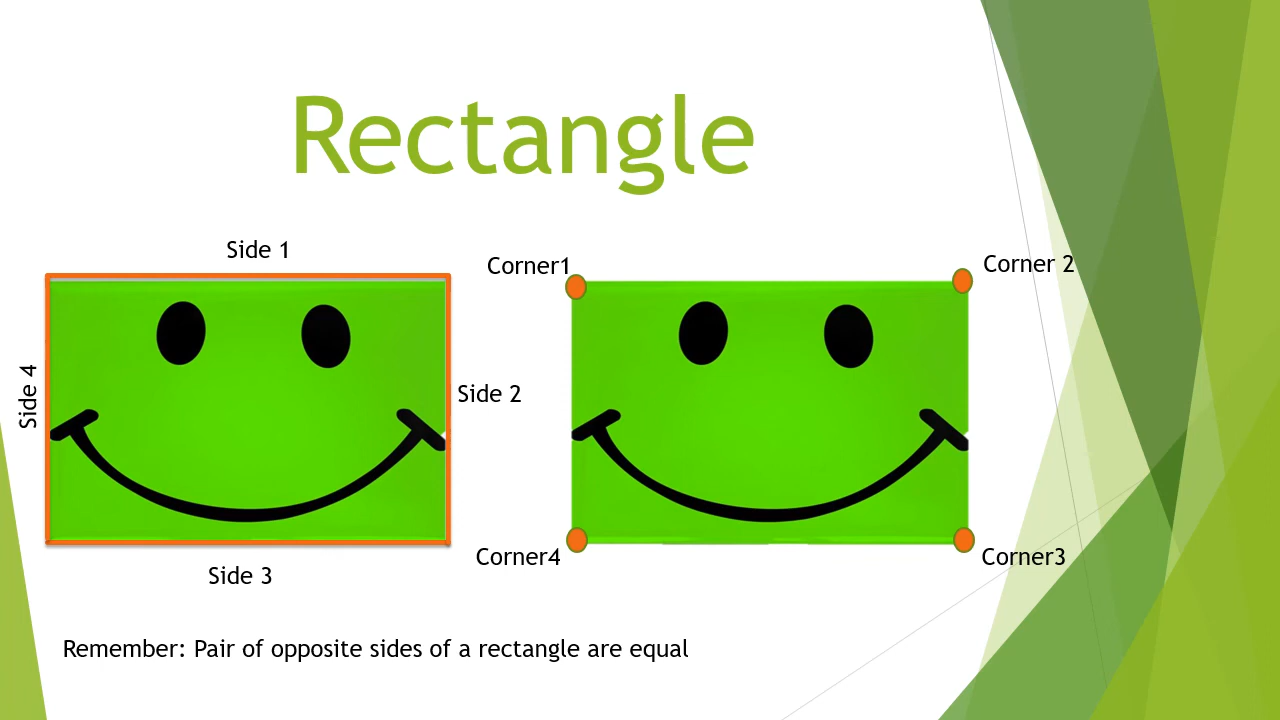 Rectangle
Side 1
Side 2
Side 3
Side 4
Corner1
Corner 2
Corner3
Corner4
Remember: Pair of opposite sides of a rectangle are equal